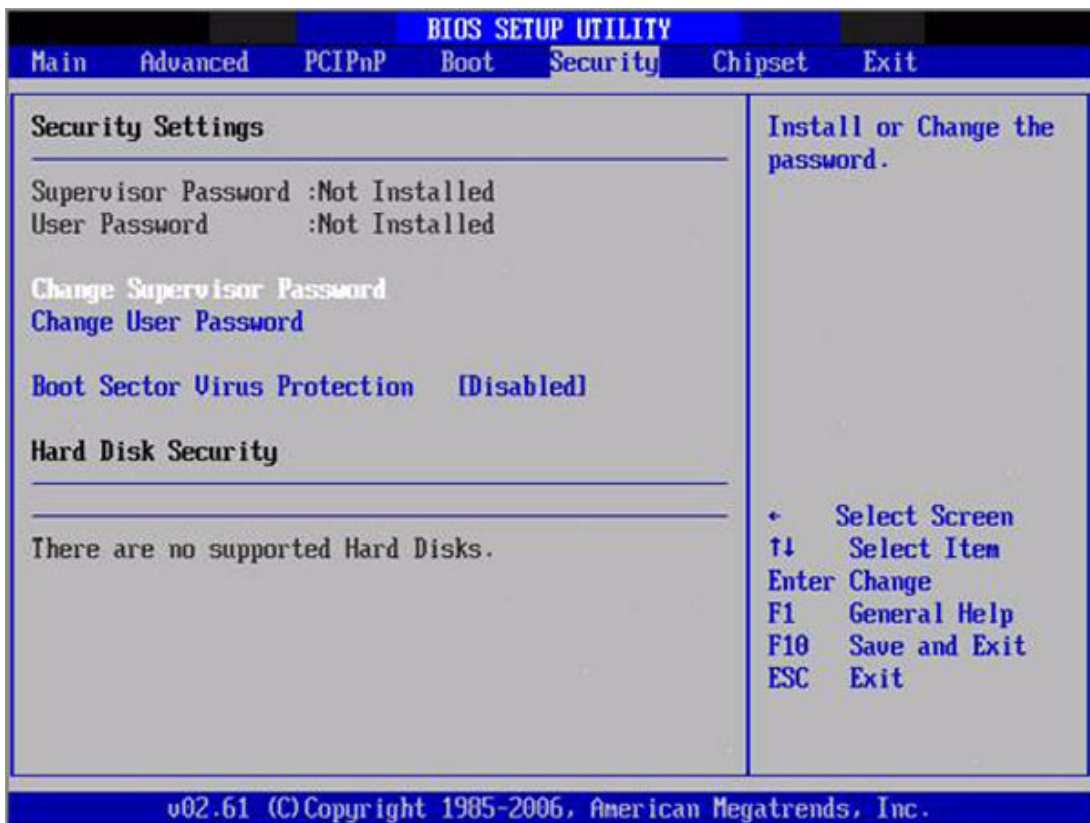 BIOS SETUP UTILITY
Main Advanced PCIPnP Boot Security Chipset Exit
Security Settings
Supervisor Password :Not Installed
User Password :Not Installed
Change Supervisor Password
Change User Password
Boot Sector Virus Protection [Disabled]
Hard Disk Security
There are no supported Hard Disks.
Install or Change the
password.
← Select Screen
↑↓ Select Item
Enter Change
F1 General Help
F10 Save and Exit
ESC Exit
v02.61 (C)Copyright 1985-2006, American Megatrends, Inc.